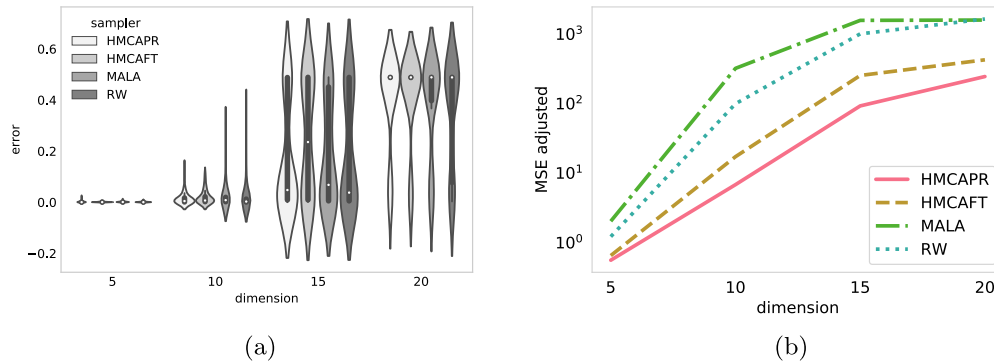 sampler
HMCAPR
HMCAFT
MALA
RW
error
0.6
0.4
0.2
0.0
−0.2
5
10
15
20
dimension
(a)
MSE adjusted
10³
10²
10¹
10⁰
HMCAPR
HMCAFT
MALA
RW
5
10
15
20
dimension
(b)